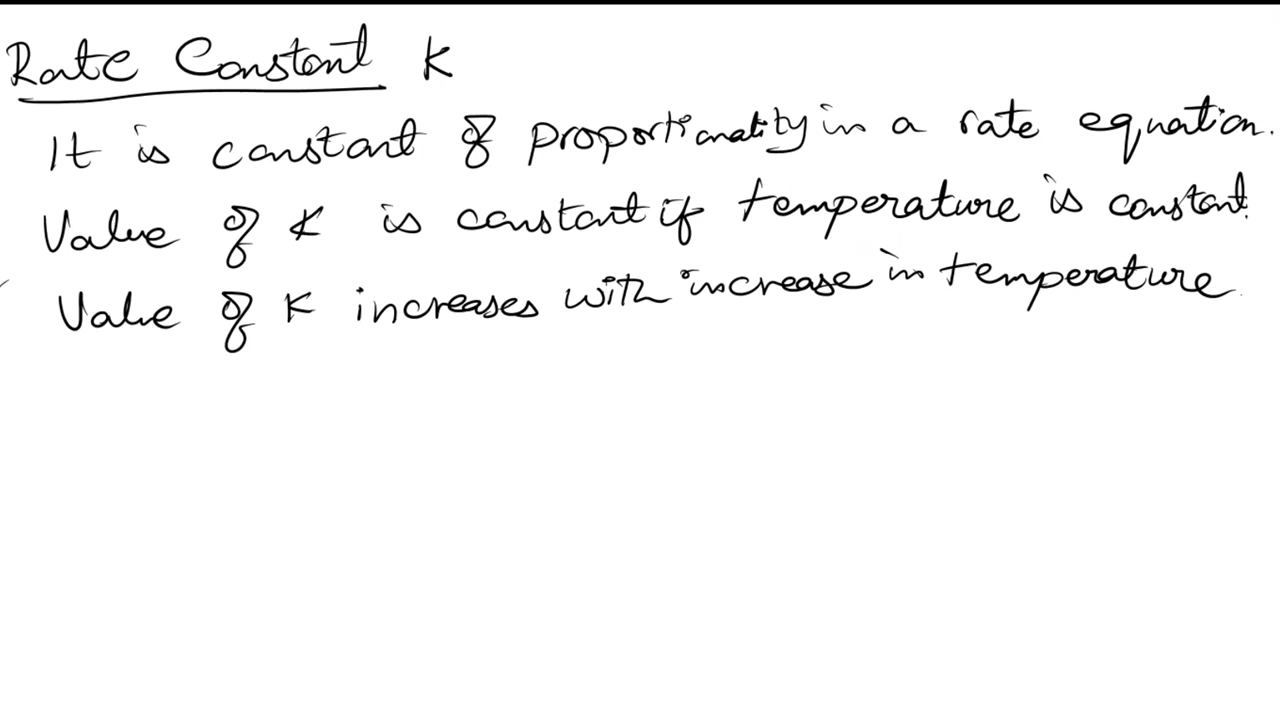 Rate Constant k
It is constant of proportionality in a rate equation.
Value of k is constant if temperature is constant.
Value of k increases with increase in temperature.